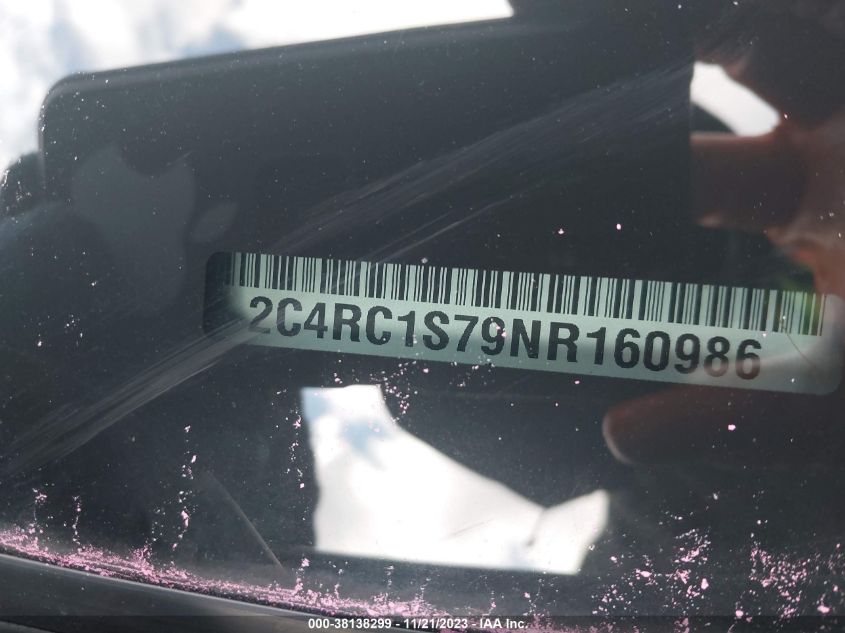 2C4RC1S79NR160986
000-38138299 - 11/21/2023 - IAA Inc.